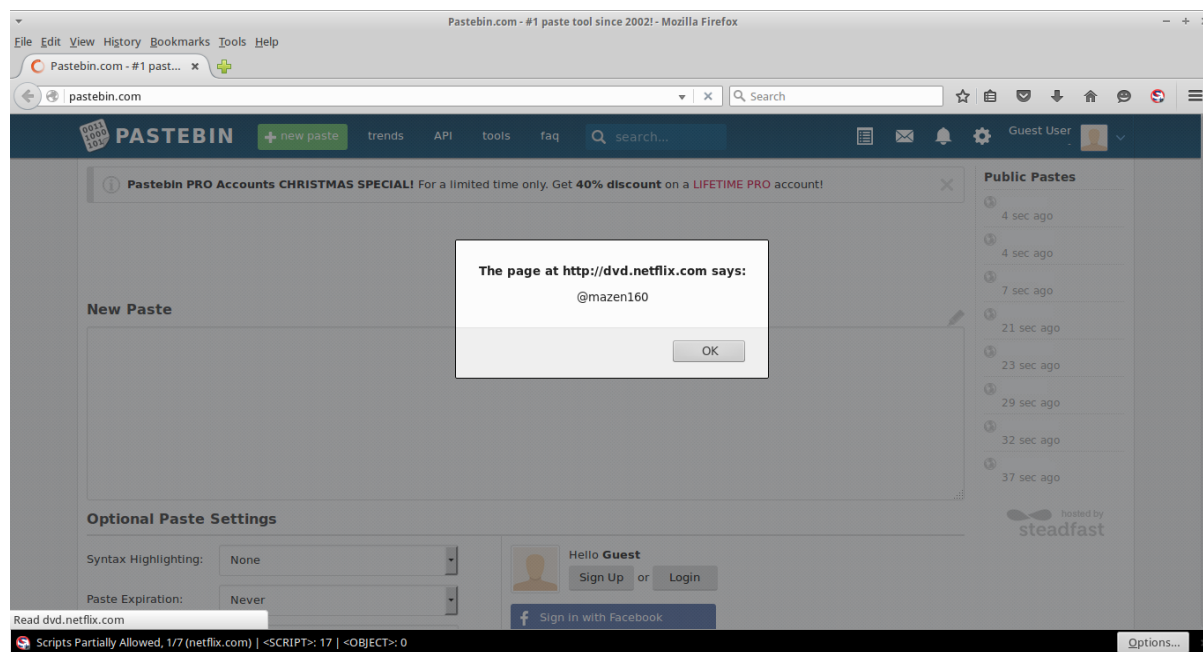 Pastebin.com - #1 paste tool since 2002! - Mozilla Firefox
File Edit View History Bookmarks Tools Help
Pastebin.com - #1 past...
pastebin.com
Search
PASTEBIN
new paste trends API tools faq search...
Guest User
-
Pastebin PRO Accounts CHRISTMAS SPECIAL! For a limited time only. Get 40% discount on a LIFETIME PRO account!
Public Pastes
4 sec ago
4 sec ago
7 sec ago
21 sec ago
23 sec ago
29 sec ago
32 sec ago
37 sec ago
hosted by
steadfast
The page at http://dvd.netflix.com says:
@mazen160
OK
New Paste
Optional Paste Settings
Syntax Highlighting: None
Paste Expiration: Never
Hello Guest
Sign Up or Login
Sign in with Facebook
Read dvd.netflix.com
Scripts Partially Allowed, 1/7 (netflix.com) | <SCRIPT>: 17 | <OBJECT>: 0
Options...